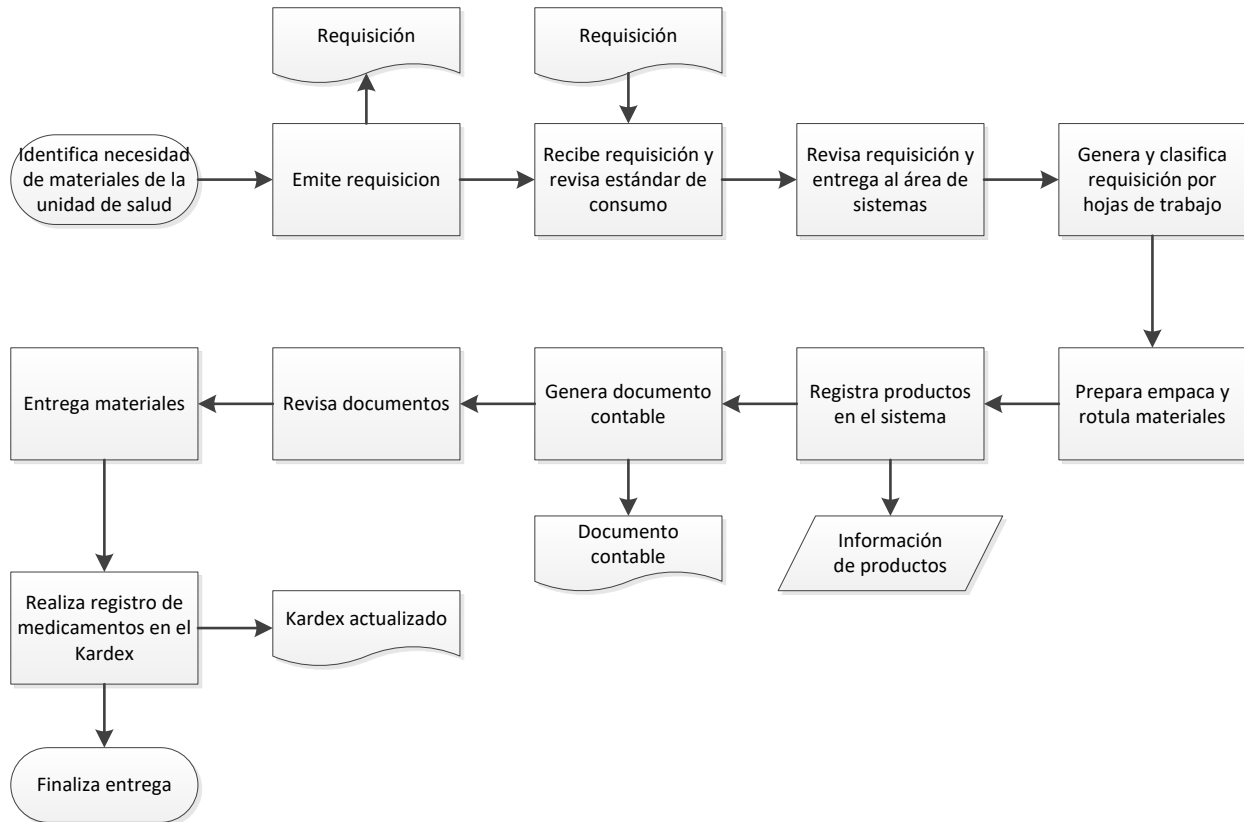 Requisición
Requisición
Identifica necesidad
de materiales de la
unidad de salud
Emite requisicion
Recibe requisición y
revisa estándar de
consumo
Revisa requisición y
entrega al área de
sistemas
Genera y clasifica
requisición por
hojas de trabajo
Entrega materiales
Revisa documentos
Genera documento
contable
Registra productos
en el sistema
Prepara empaca y
rotula materiales
Documento
contable
Información
de productos
Realiza registro de
medicamentos en el
Kardex
Kardex actualizado
Finaliza entrega